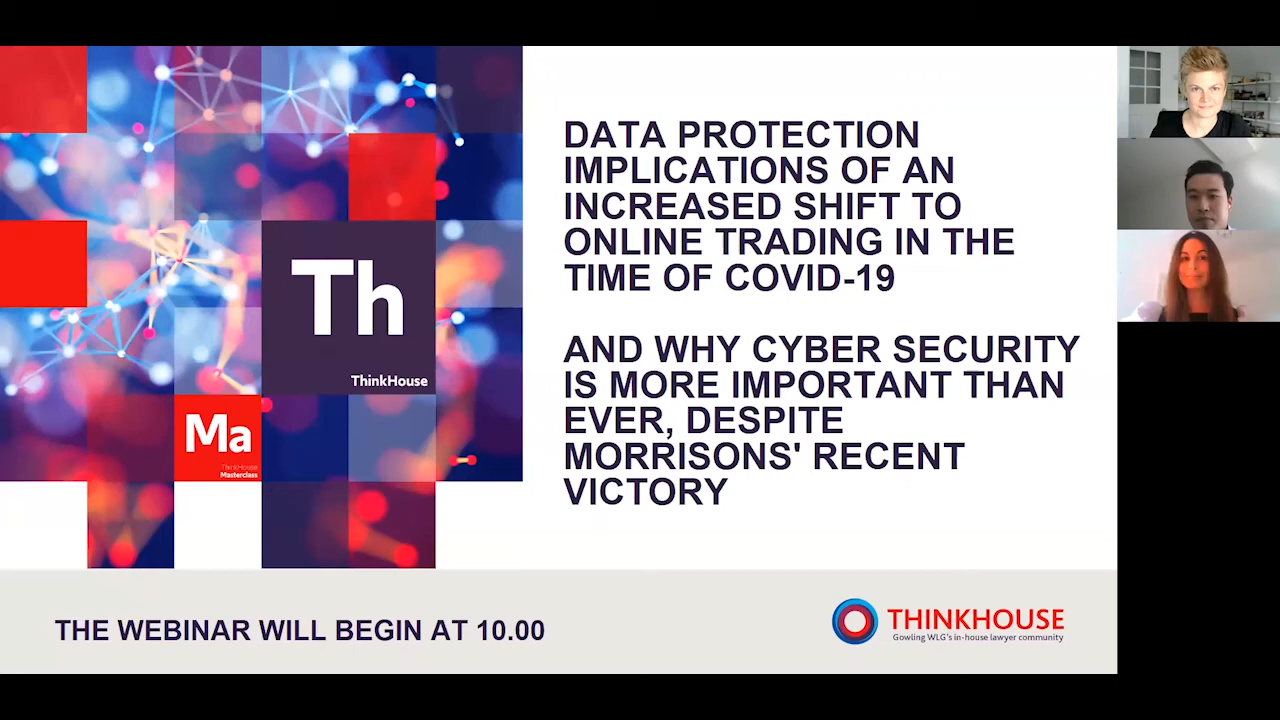 DATA PROTECTION
IMPLICATIONS OF AN
INCREASED SHIFT TO
ONLINE TRADING IN THE
TIME OF COVID-19
AND WHY CYBER SECURITY
IS MORE IMPORTANT THAN
EVER, DESPITE
MORRISONS' RECENT
VICTORY
Th
ThinkHouse
Ma
ThinkHouse
Masterclass
THE WEBINAR WILL BEGIN AT 10.00
THINKHOUSE
Gowling WLG's in-house lawyer community